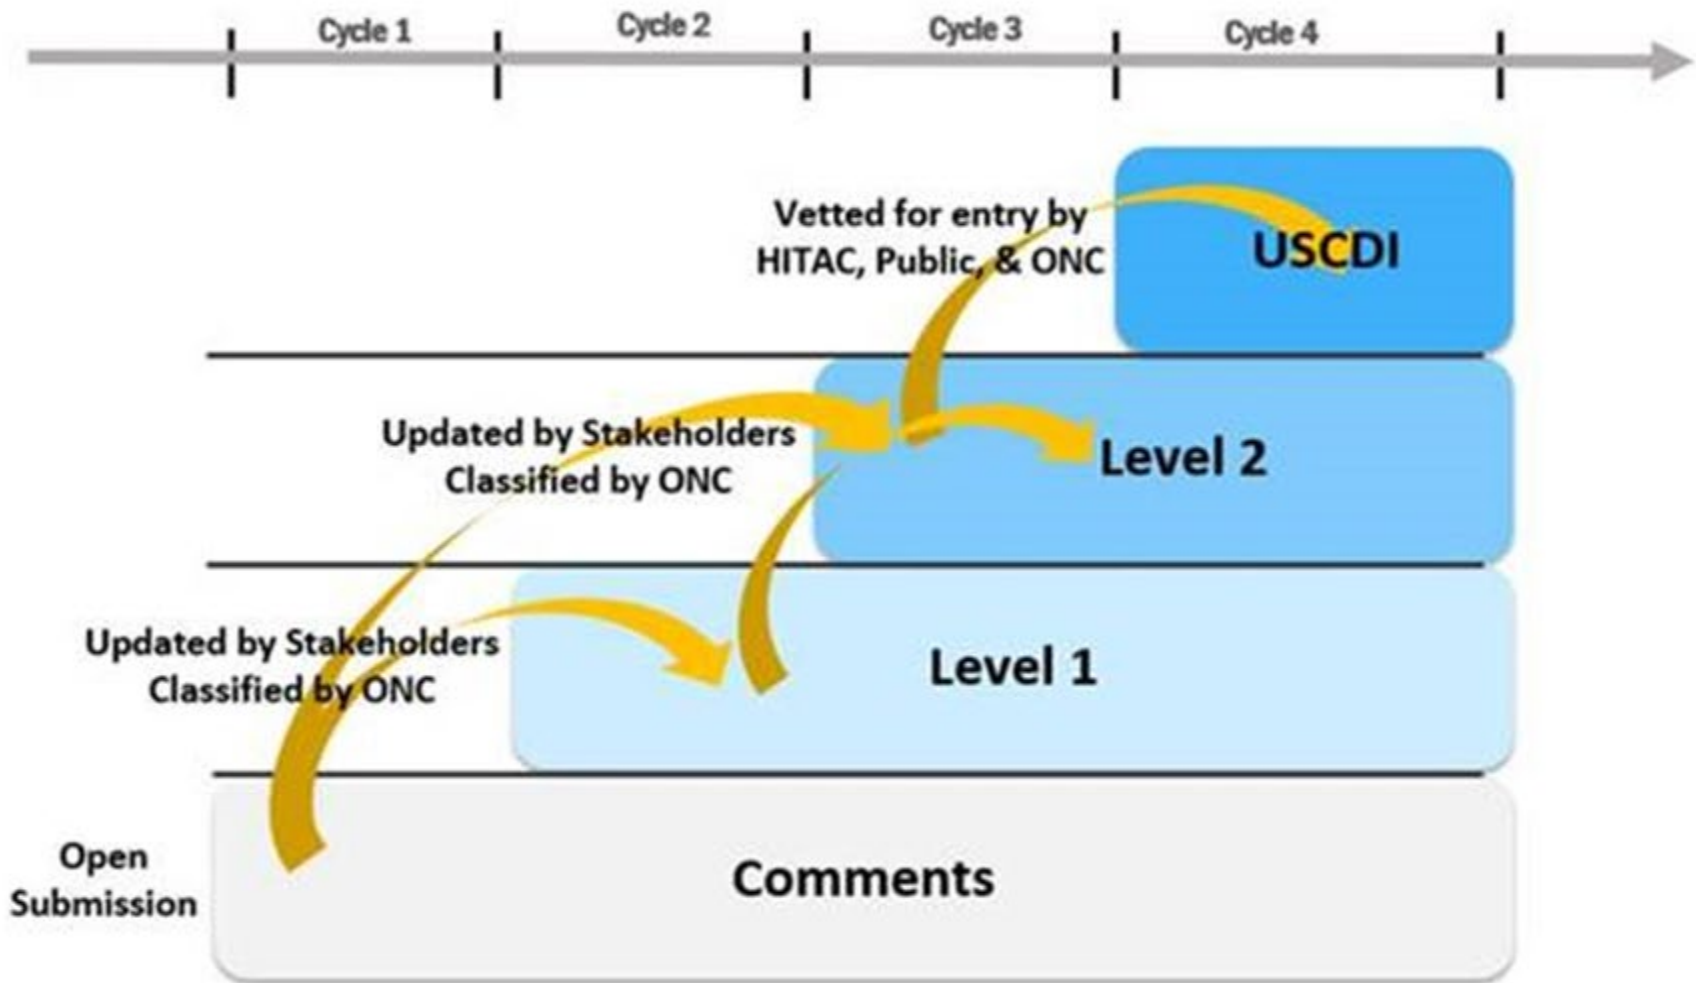 Cycle 1
Cycle 2
Cycle 3
Cycle 4
Vetted for entry by
HITAC, Public, & ONC
USCDI
Updated by Stakeholders
Classified by ONC
Level 2
Updated by Stakeholders
Classified by ONC
Level 1
Open
Submission
Comments